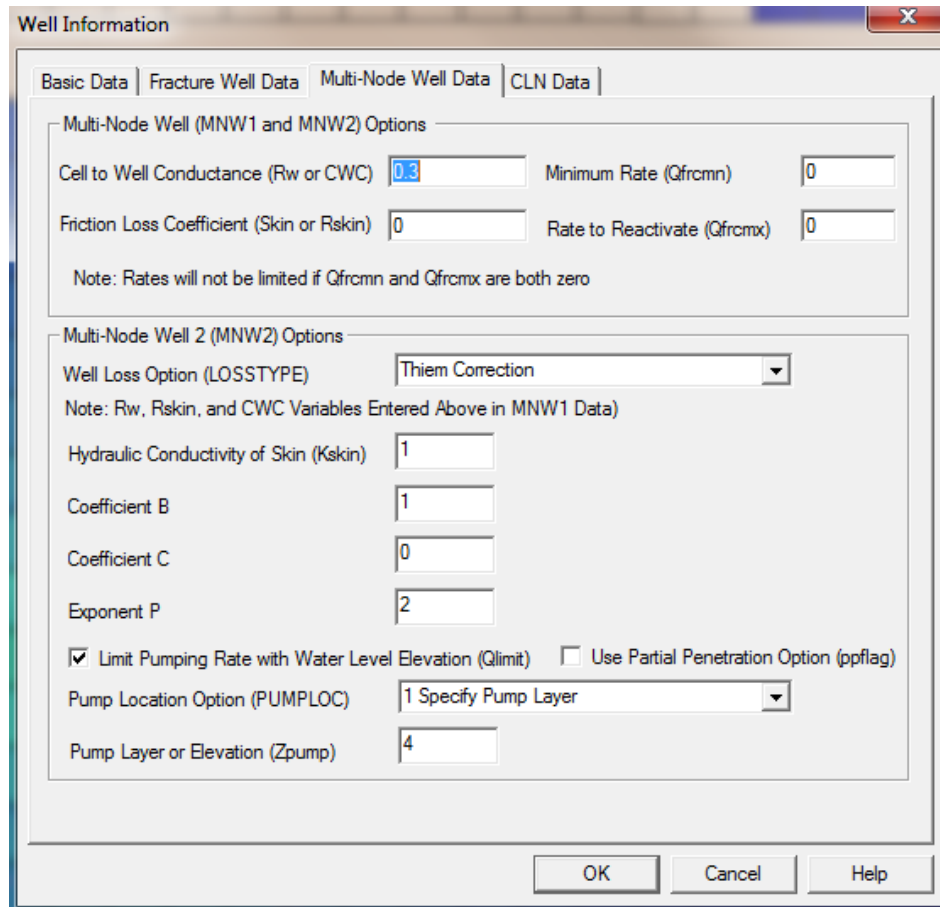 Well Information
X
Basic Data Fracture Well Data Multi-Node Well Data CLN Data
Multi-Node Well (MNW1 and MNW2) Options
Cell to Well Conductance (Rw or CWC) 0.3 Minimum Rate (Qfrcmn) 0
Friction Loss Coefficient (Skin or Rskin) 0 Rate to Reactivate (Qfrcmx) 0
Note: Rates will not be limited if Qfrcmn and Qfrcmx are both zero
Multi-Node Well 2 (MNW2) Options
Well Loss Option (LOSSTYPE) Thiem Correction
Note: Rw, Rskin, and CWC Variables Entered Above in MNW1 Data)
Hydraulic Conductivity of Skin (Kskin) 1
Coefficient B 1
Coefficient C 0
Exponent P 2
Limit Pumping Rate with Water Level Elevation (Qlimit) Use Partial Penetration Option (ppflag)
Pump Location Option (PUMPLOC) 1 Specify Pump Layer
Pump Layer or Elevation (Zpump) 4
OK Cancel Help